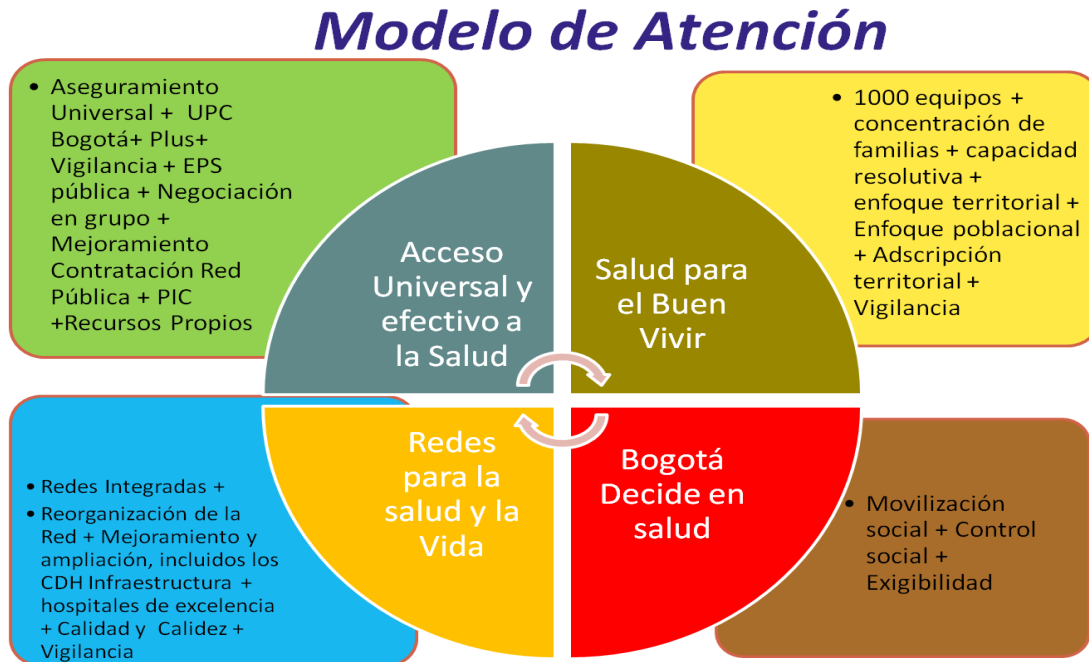 Modelo de Atención
• Aseguramiento
Universal + UPC
Bogotá+ Plus+
Vigilancia + EPS
pública + Negociación
en grupo +
Mejoramiento
Contratación Red
Pública + PIC
+Recursos Propios
• 1000 equipos +
concentración de
familias + capacidad
resolutiva +
enfoque territorial +
Enfoque poblacional
+ Adscripción
territorial +
Vigilancia
Acceso
Universal y
efectivo a
la Salud
Salud para
el Buen
Vivir
Redes
para la
salud y la
Vida
Bogotá
Decide en
salud
• Redes Integradas +
• Reorganización de la
Red + Mejoramiento y
ampliación, incluidos los
CDH Infraestructura +
hospitales de excelencia
+ Calidad y Calidez +
Vigilancia
• Movilización
social + Control
social +
Exigibilidad